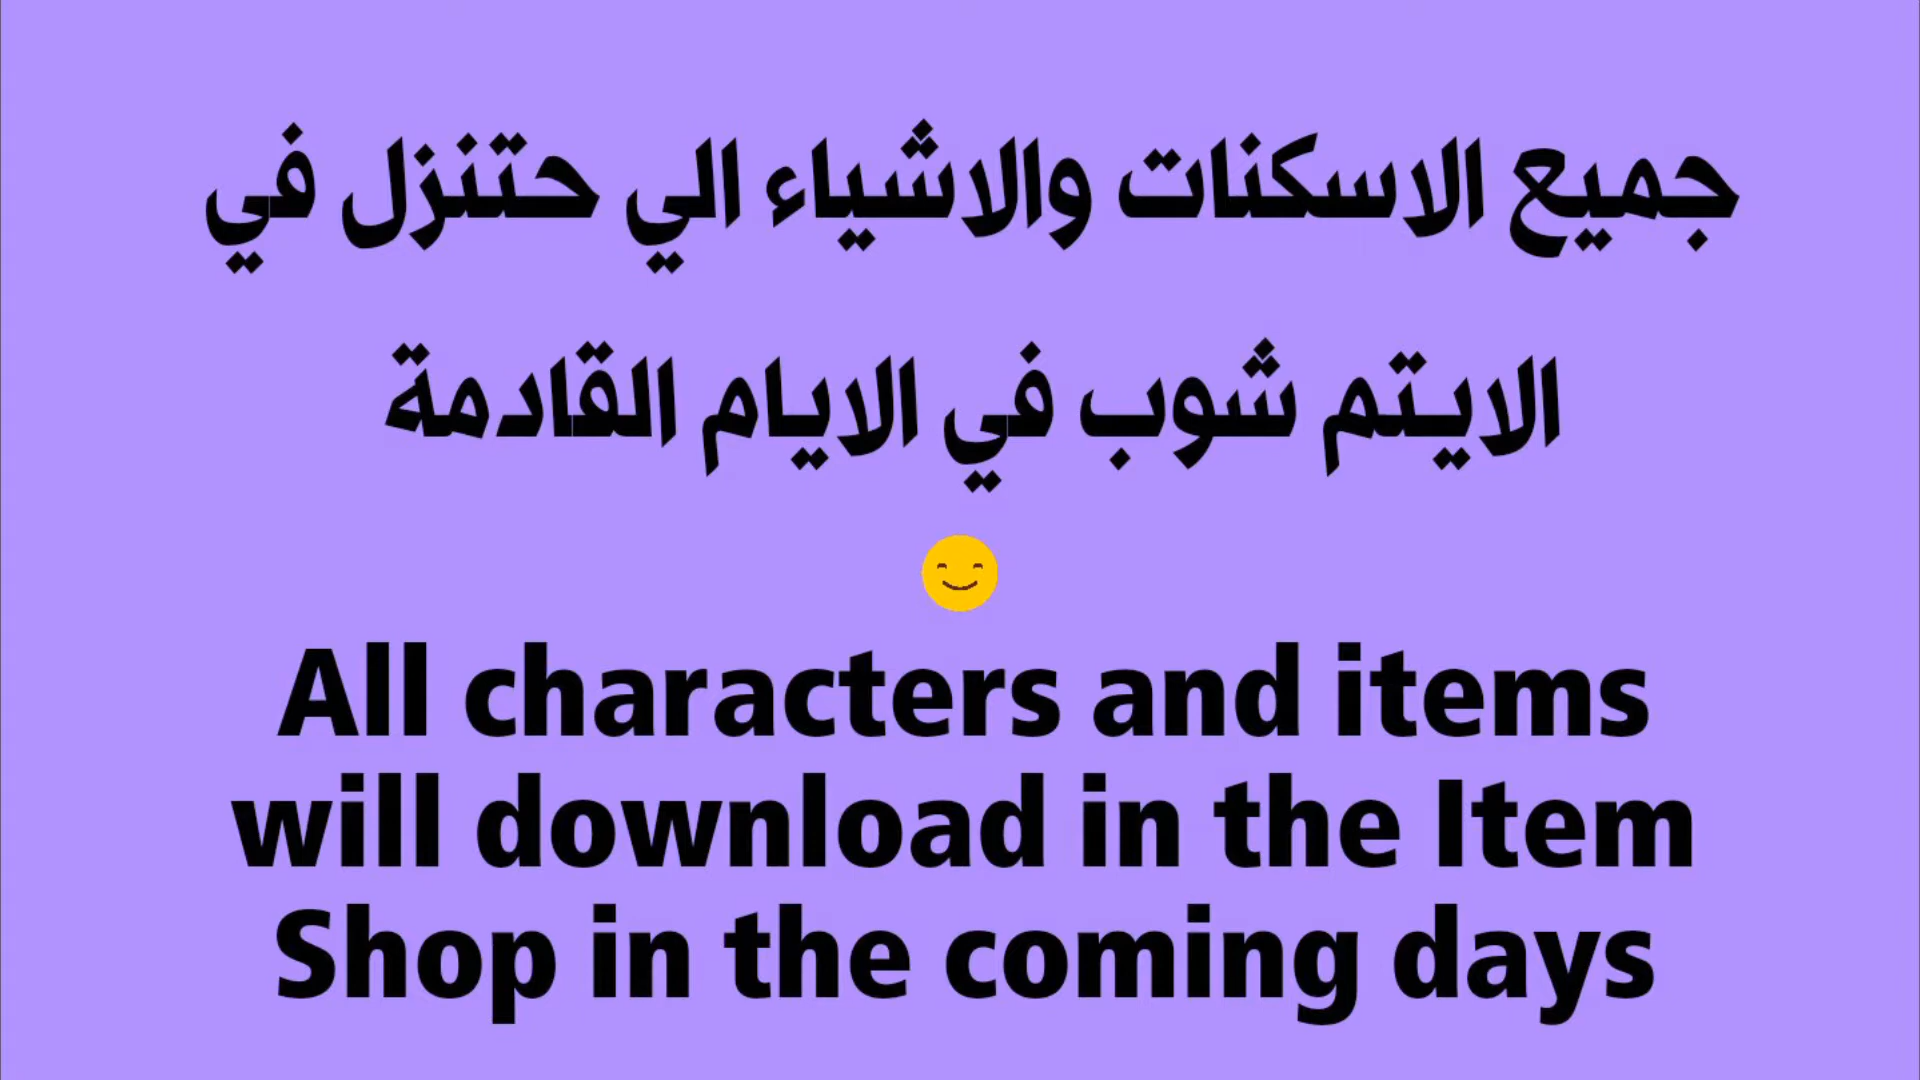 جميع الاسكنات والاشياء الي حتنزل في
الايتم شوب في الايام القادمة
All characters and items
will download in the Item
Shop in the coming days